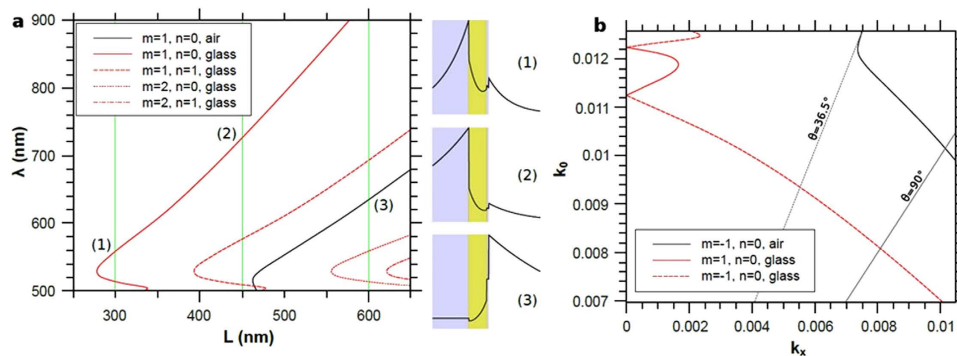 a
900
800
700
600
500
λ (nm)
m=1, n=0, air
m=1, n=0, glass
m=1, n=1, glass
m=2, n=0, glass
m=2, n=1, glass
(1)
(2)
(3)
300
400
500
600
L (nm)
(1)
(2)
(3)
b
0.012
0.011
0.01
0.009
0.008
0.007
k0
θ=36.5°
θ=90°
m=-1, n=0, air
m=1, n=0, glass
m=-1, n=0, glass
0
0.002
0.004
0.006
0.008
0.01
kx